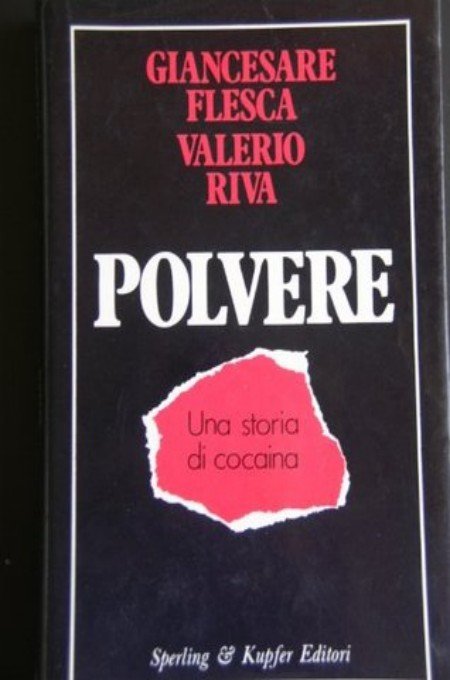 GIANCESARE
FLESCA
VALERIO
RIVA
POLVERE
Una storia
di cocaina
Sperling & Kupfer Editori